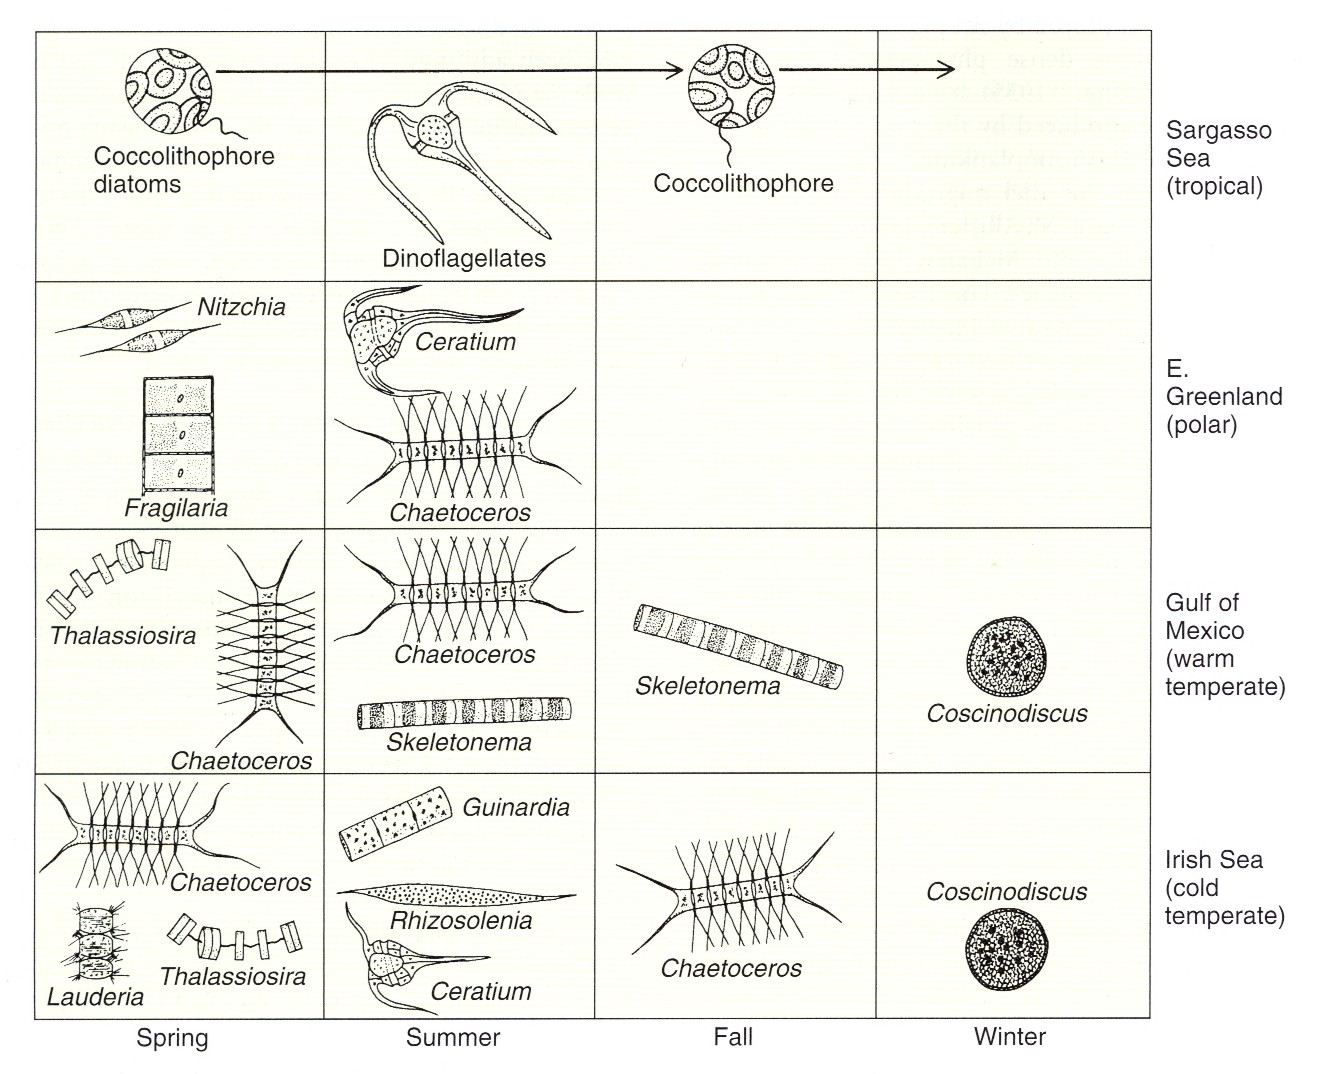 Coccolithophore
diatoms
Dinoflagellates
Coccolithophore
Sargasso
Sea
(tropical)
Nitzchia
Fragilaria
Ceratium
Chaetoceros
E.
Greenland
(polar)
Thalassiosira
Chaetoceros
Chaetoceros
Skeletonema
Skeletonema
Coscinodiscus
Gulf of
Mexico
(warm
temperate)
Chaetoceros
Lauderia
Thalassiosira
Guinardia
Rhizosolenia
Ceratium
Chaetoceros
Coscinodiscus
Irish Sea
(cold
temperate)
Spring
Summer
Fall
Winter